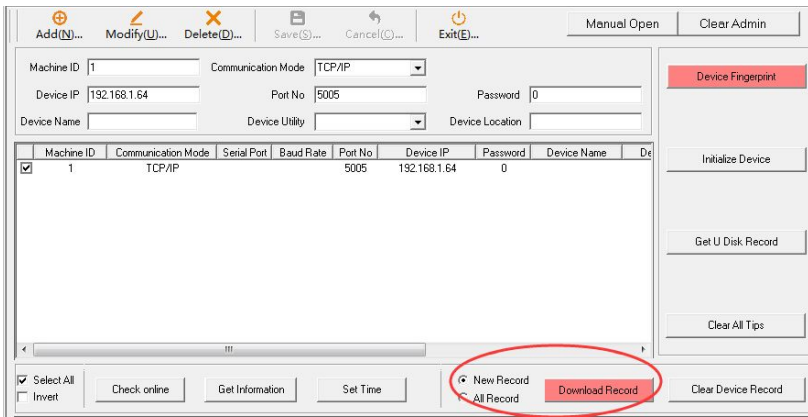 Add(N)... Modify(U)... Delete(D)... Save(S)... Cancel(C)... Exit(E)... Manual Open Clear Admin
Machine ID 1 Communication Mode TCP/IP
Device IP 192.168.1.64 Port No 5005 Password 0
Device Name Device Utility Device Location
Device Fingerprint
Machine ID Communication Mode Serial Port Baud Rate Port No Device IP Password Device Name De
1 TCP/IP 5005 192.168.1.64 0
Initialize Device
Get U Disk Record
Clear All Tips
Select All
Invert
Check online Get Information Set Time
New Record
All Record
Download Record Clear Device Record